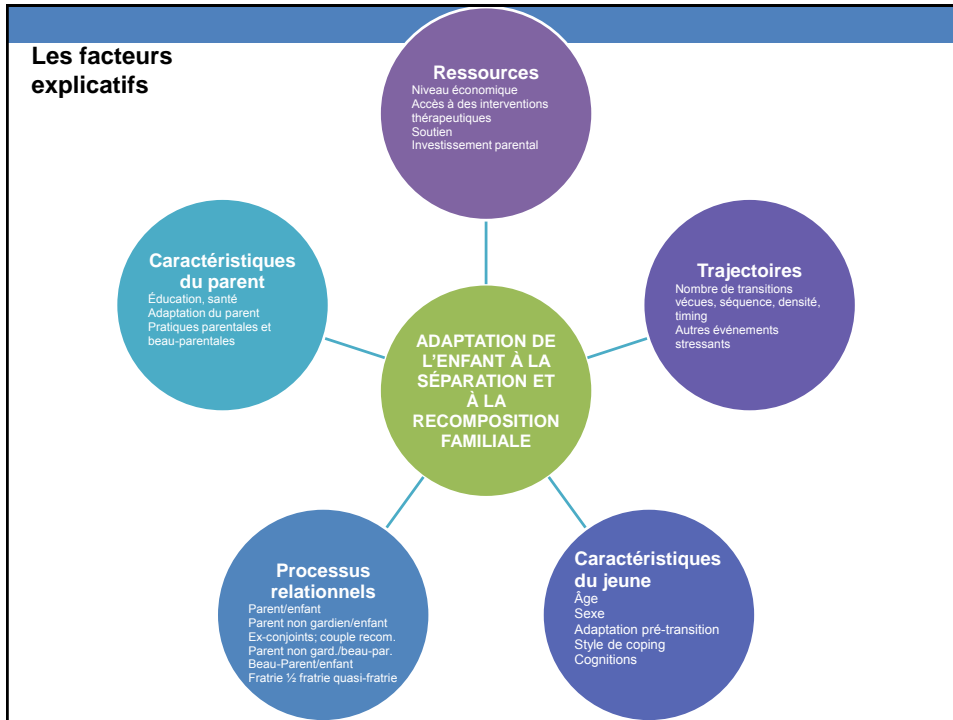 Les facteurs
explicatifs
Ressources
Niveau économique
Accès à des interventions
thérapeutiques
Soutien
Investissement parental
Trajectoires
Nombre de transitions
vécues, séquence, densité,
timing
Autres événements
stressants
Caractéristiques
du jeune
Âge
Sexe
Adaptation pré-transition
Style de coping
Cognitions
Processus
relationnels
Parent/enfant
Parent non gardien/enfant
Ex-conjoints; couple recom.
Parent non gard./beau-par.
Beau-Parent/enfant
Fratrie ½ fratrie quasi-fratrie
Caractéristiques
du parent
Éducation, santé
Adaptation du parent
Pratiques parentales et
beau-parentales
ADAPTATION DE
L'ENFANT À LA
SÉPARATION ET
À LA
RECOMPOSITION
FAMILIALE